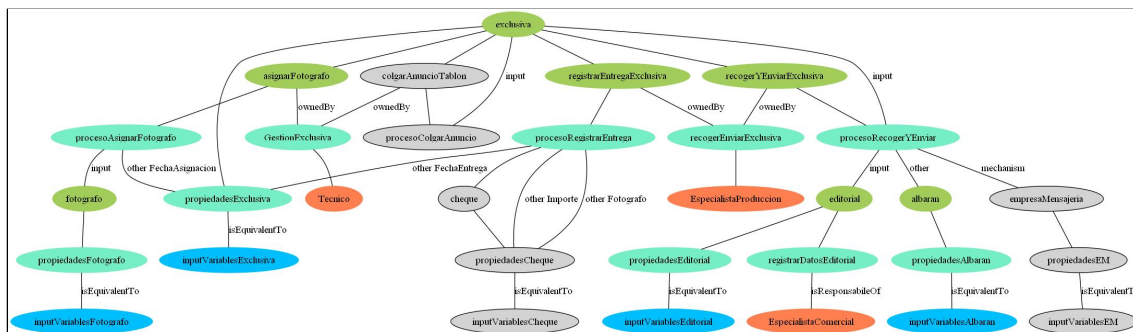 exclusiva
asignarFotografo
colgarAnuncioTablon
input
registrarEntregaExclusiva
recogerYEnviarExclusiva
input
ownedBy
ownedBy
ownedBy
ownedBy
procesoAsignarFotografo
GestionExclusiva
procesoColgarAnuncio
procesoRegistrarEntrega
recogerEnviarExclusiva
procesoRecogerYEnviar
input
other FechaAsignacion
other FechaEntrega
input
other
mechanism
fotografo
propiedadesExclusiva
Tecnico
cheque
other Importe
other Fotografo
EspecialistaProduccion
editorial
albaran
empresaMensajeria
isEquivalentTo
propiedadesFotografo
inputVariablesExclusiva
propiedadesCheque
propiedadesEditorial
registrarDatosEditorial
propiedadesAlbaran
propiedadesEM
isEquivalentTo
isEquivalentTo
isEquivalentTo
isResponsabileOf
isEquivalentTo
isEquivalentT
inputVariablesFotografo
inputVariablesCheque
inputVariablesEditorial
EspecialistaComercial
inputVariablesAlbaran
inputVariablesEM